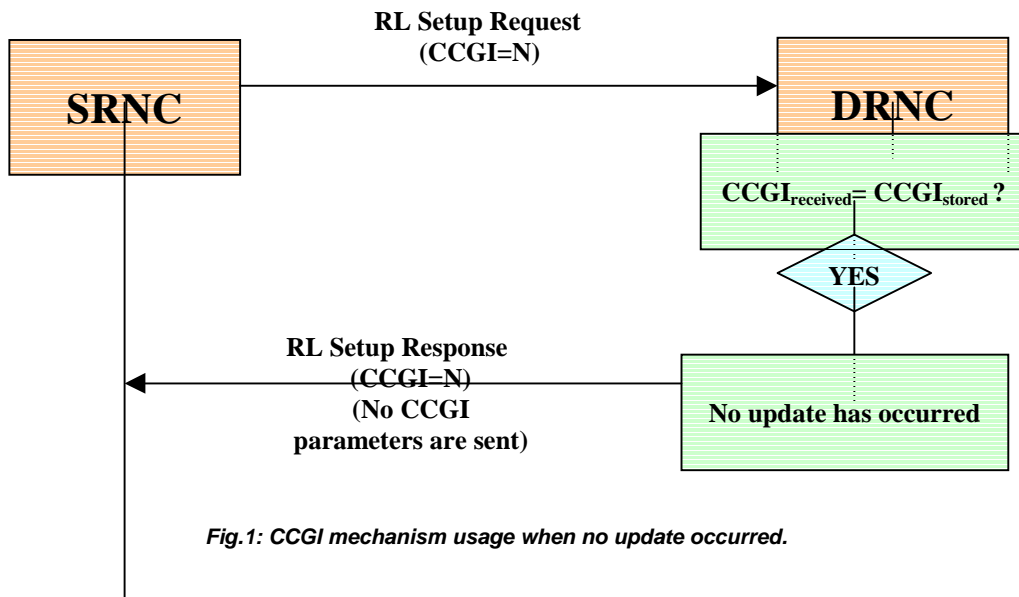 RL Setup Request
(CCGI=N)
SRNC
DRNC
CCGIreceived= CCGIstored ?
YES
RL Setup Response
(CCGI=N)
(No CCGI
parameters are sent)
No update has occurred
Fig.1: CCGI mechanism usage when no update occurred.